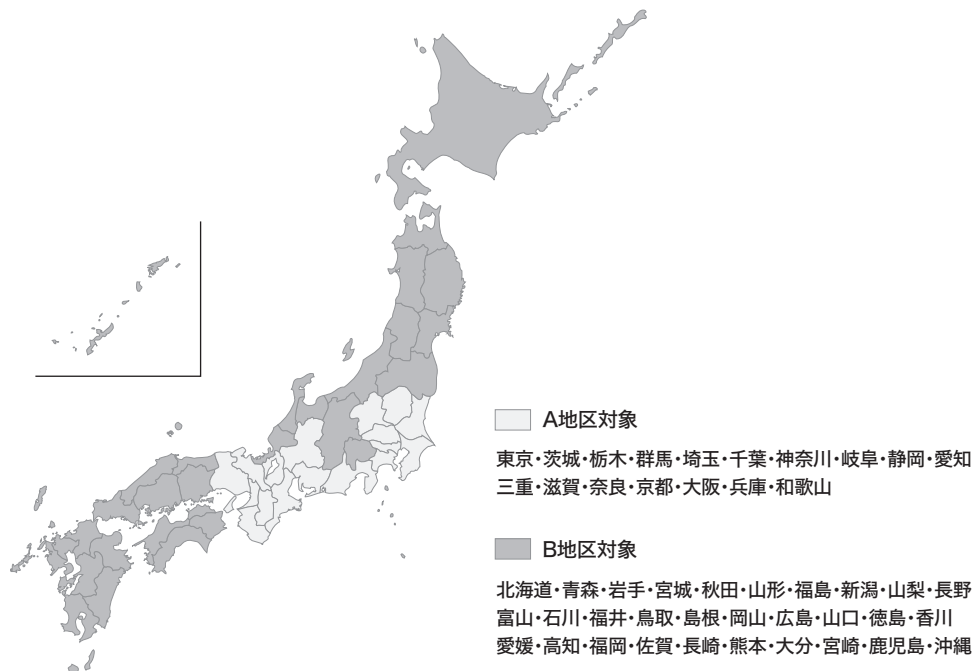 A地区対象
東京・茨城・栃木・群馬・埼玉・千葉・神奈川・岐阜・静岡・愛知
三重・滋賀・奈良・京都・大阪・兵庫・和歌山
B地区対象
北海道・青森・岩手・宮城・秋田・山形・福島・新潟・山梨・長野
富山・石川・福井・鳥取・島根・岡山・広島・山口・徳島・香川
愛媛・高知・福岡・佐賀・長崎・熊本・大分・宮崎・鹿児島・沖縄